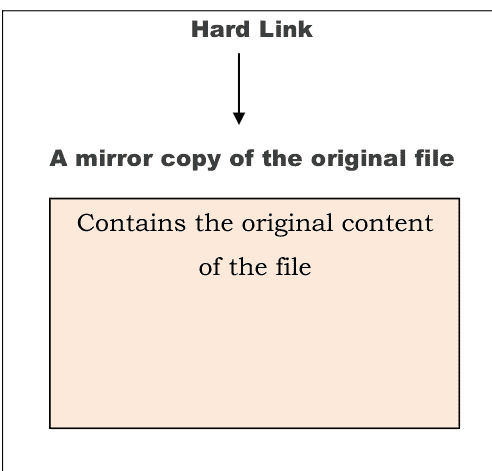 Hard Link
A mirror copy of the original file
Contains the original content
of the file